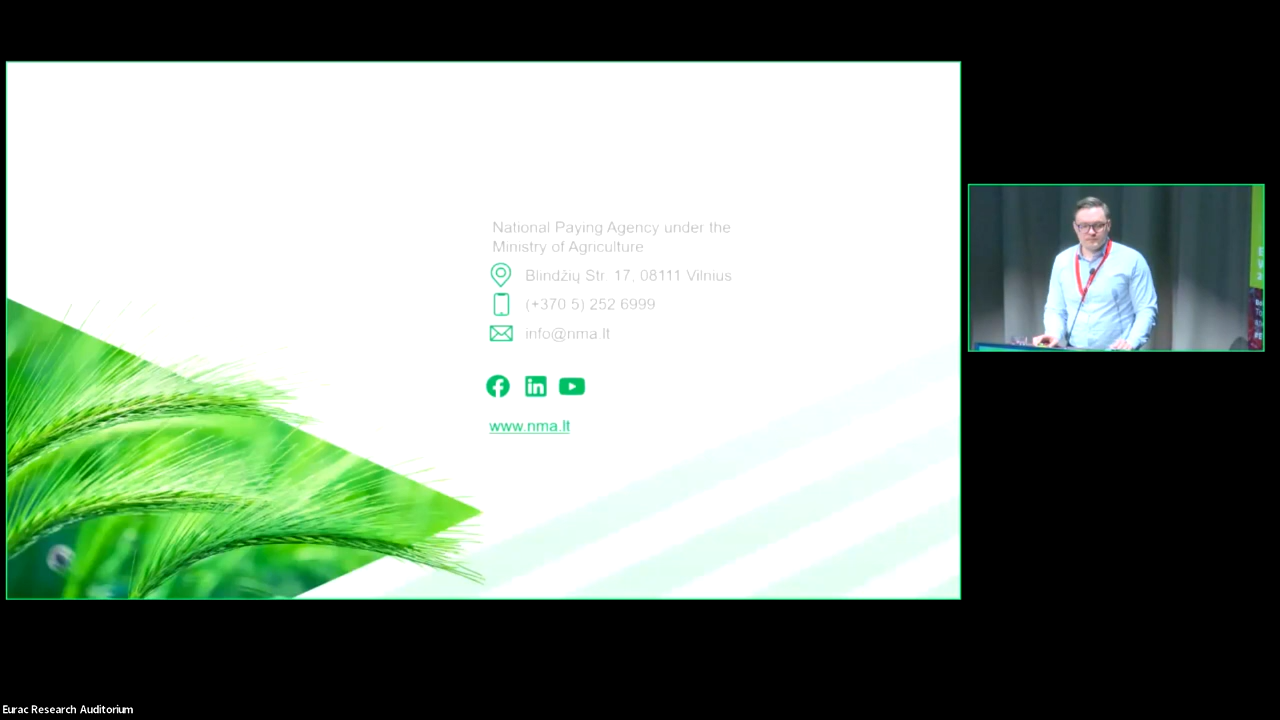 National Paying Agency under the
Ministry of Agriculture
Blindžių Str. 17, 08111 Vilnius
(+370 5) 252 6999
info@nma.lt
www.nma.lt
Eurac Research Auditorium